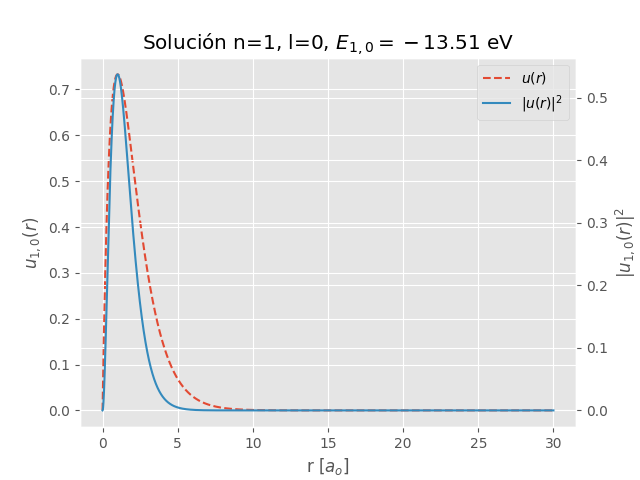 Solución n=1, l=0, $E_{1,0} = -13.51$ eV
u(r)
|u(r)|²
0.7
0.6
0.5
0.4
0.3
0.2
0.1
0.0
0.5
0.4
0.3
0.2
0.1
0.0
$u_{1,0}(r)$
$|u_{1,0}(r)|^2$
0 5 10 15 20 25 30
r [$a_o$]